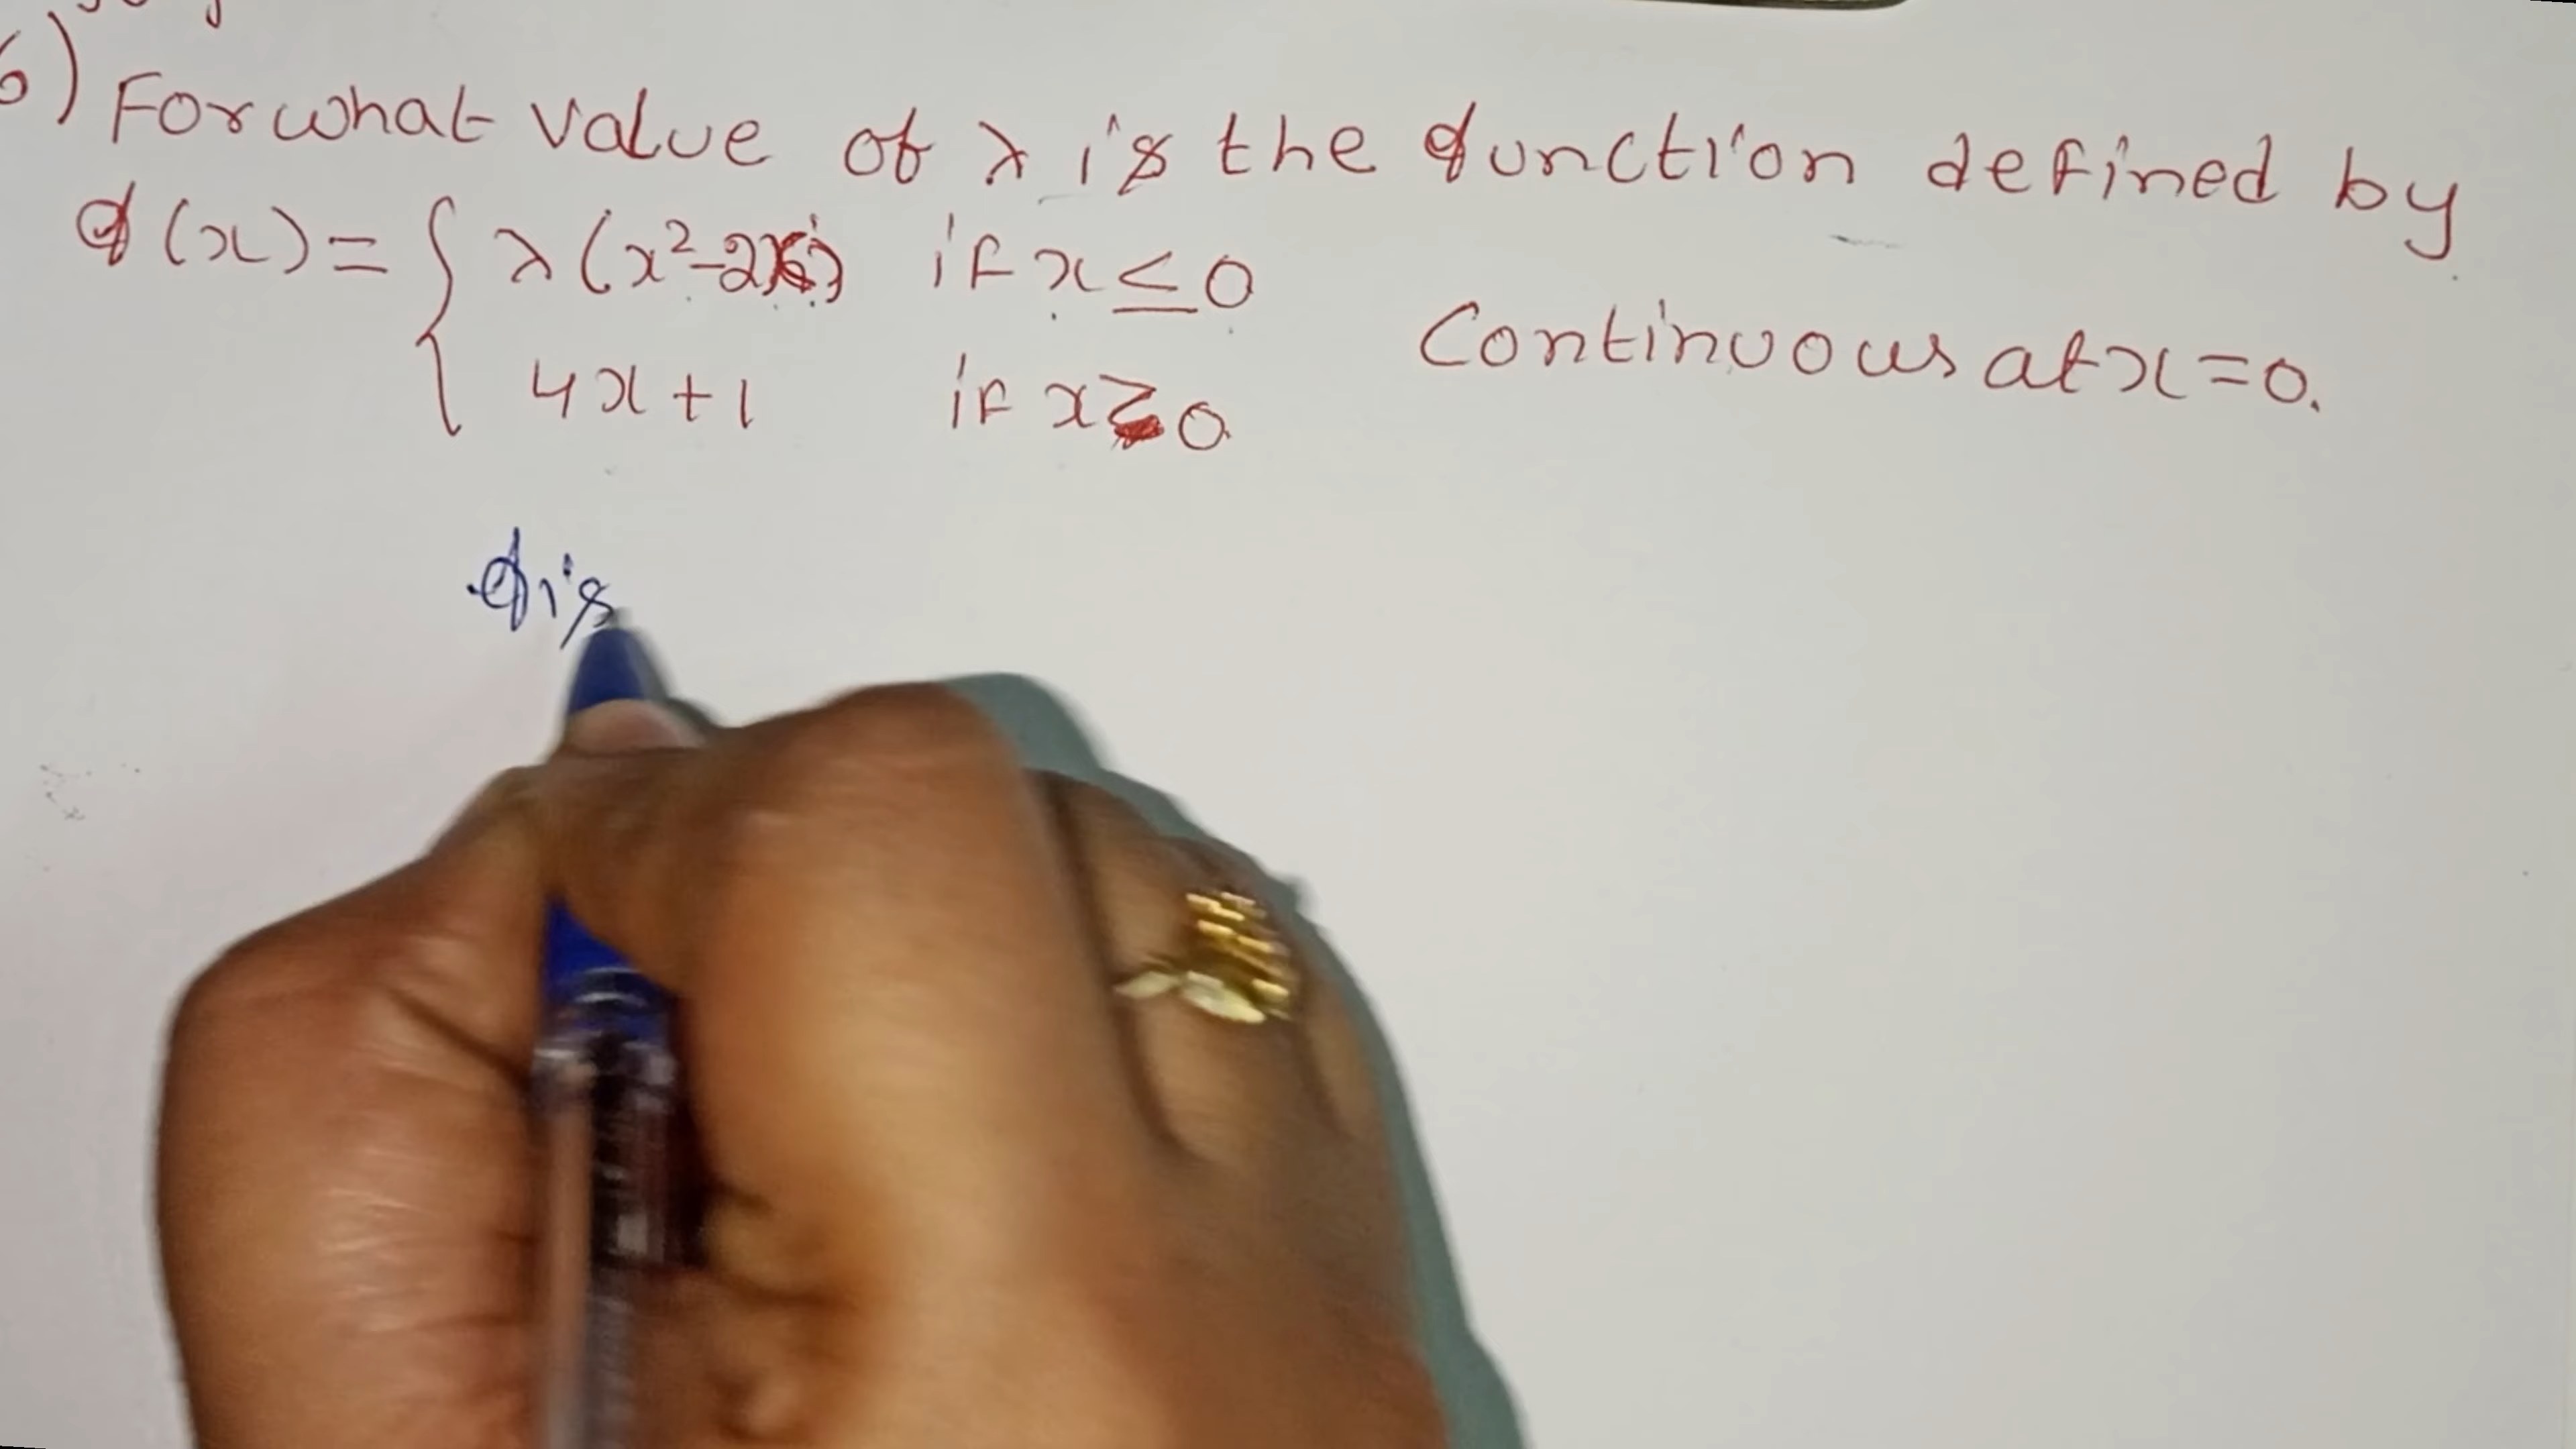 6) For what value of λ is the function defined by
f(x) = { λ(x²-2x) if x ≤ 0
4x+1 if x > 0
Continuous at x=0.
f is